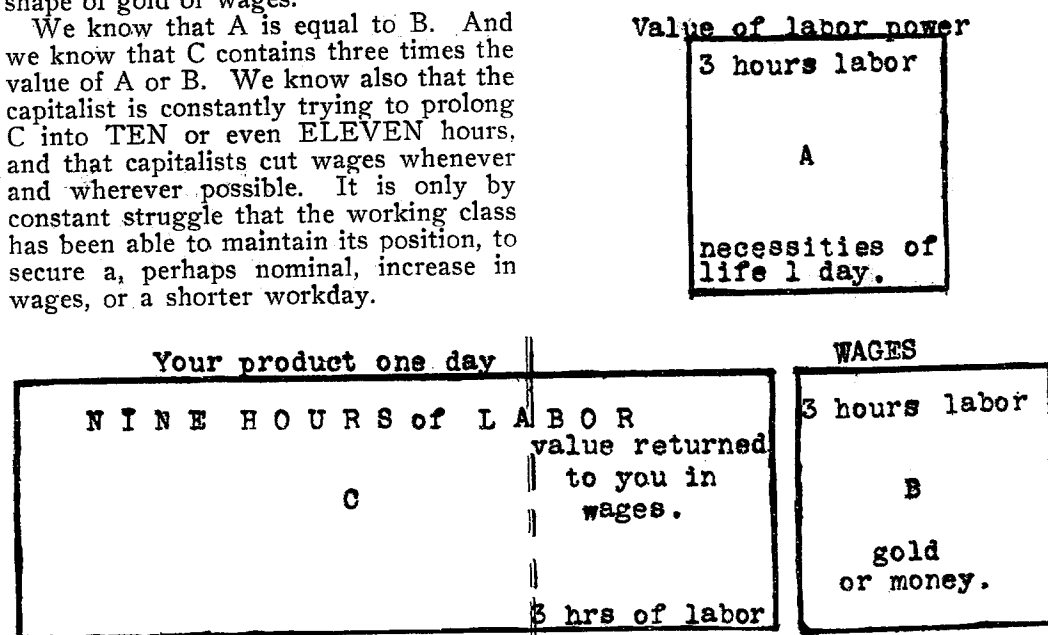 shape of gold or wages.
We know that A is equal to B. And
we know that C contains three times the
value of A or B. We know also that the
capitalist is constantly trying to prolong
C into TEN or even ELEVEN hours,
and that capitalists cut wages whenever
and wherever possible. It is only by
constant struggle that the working class
has been able to maintain its position, to
secure a, perhaps nominal, increase in
wages, or a shorter workday.
Value of labor power
3 hours labor
A
necessities of
life 1 day.
Your product one day
NINE HOURS of LABOR
value returned
to you in
wages.
C
3 hrs of labor
WAGES
3 hours labor
B
gold
or money.